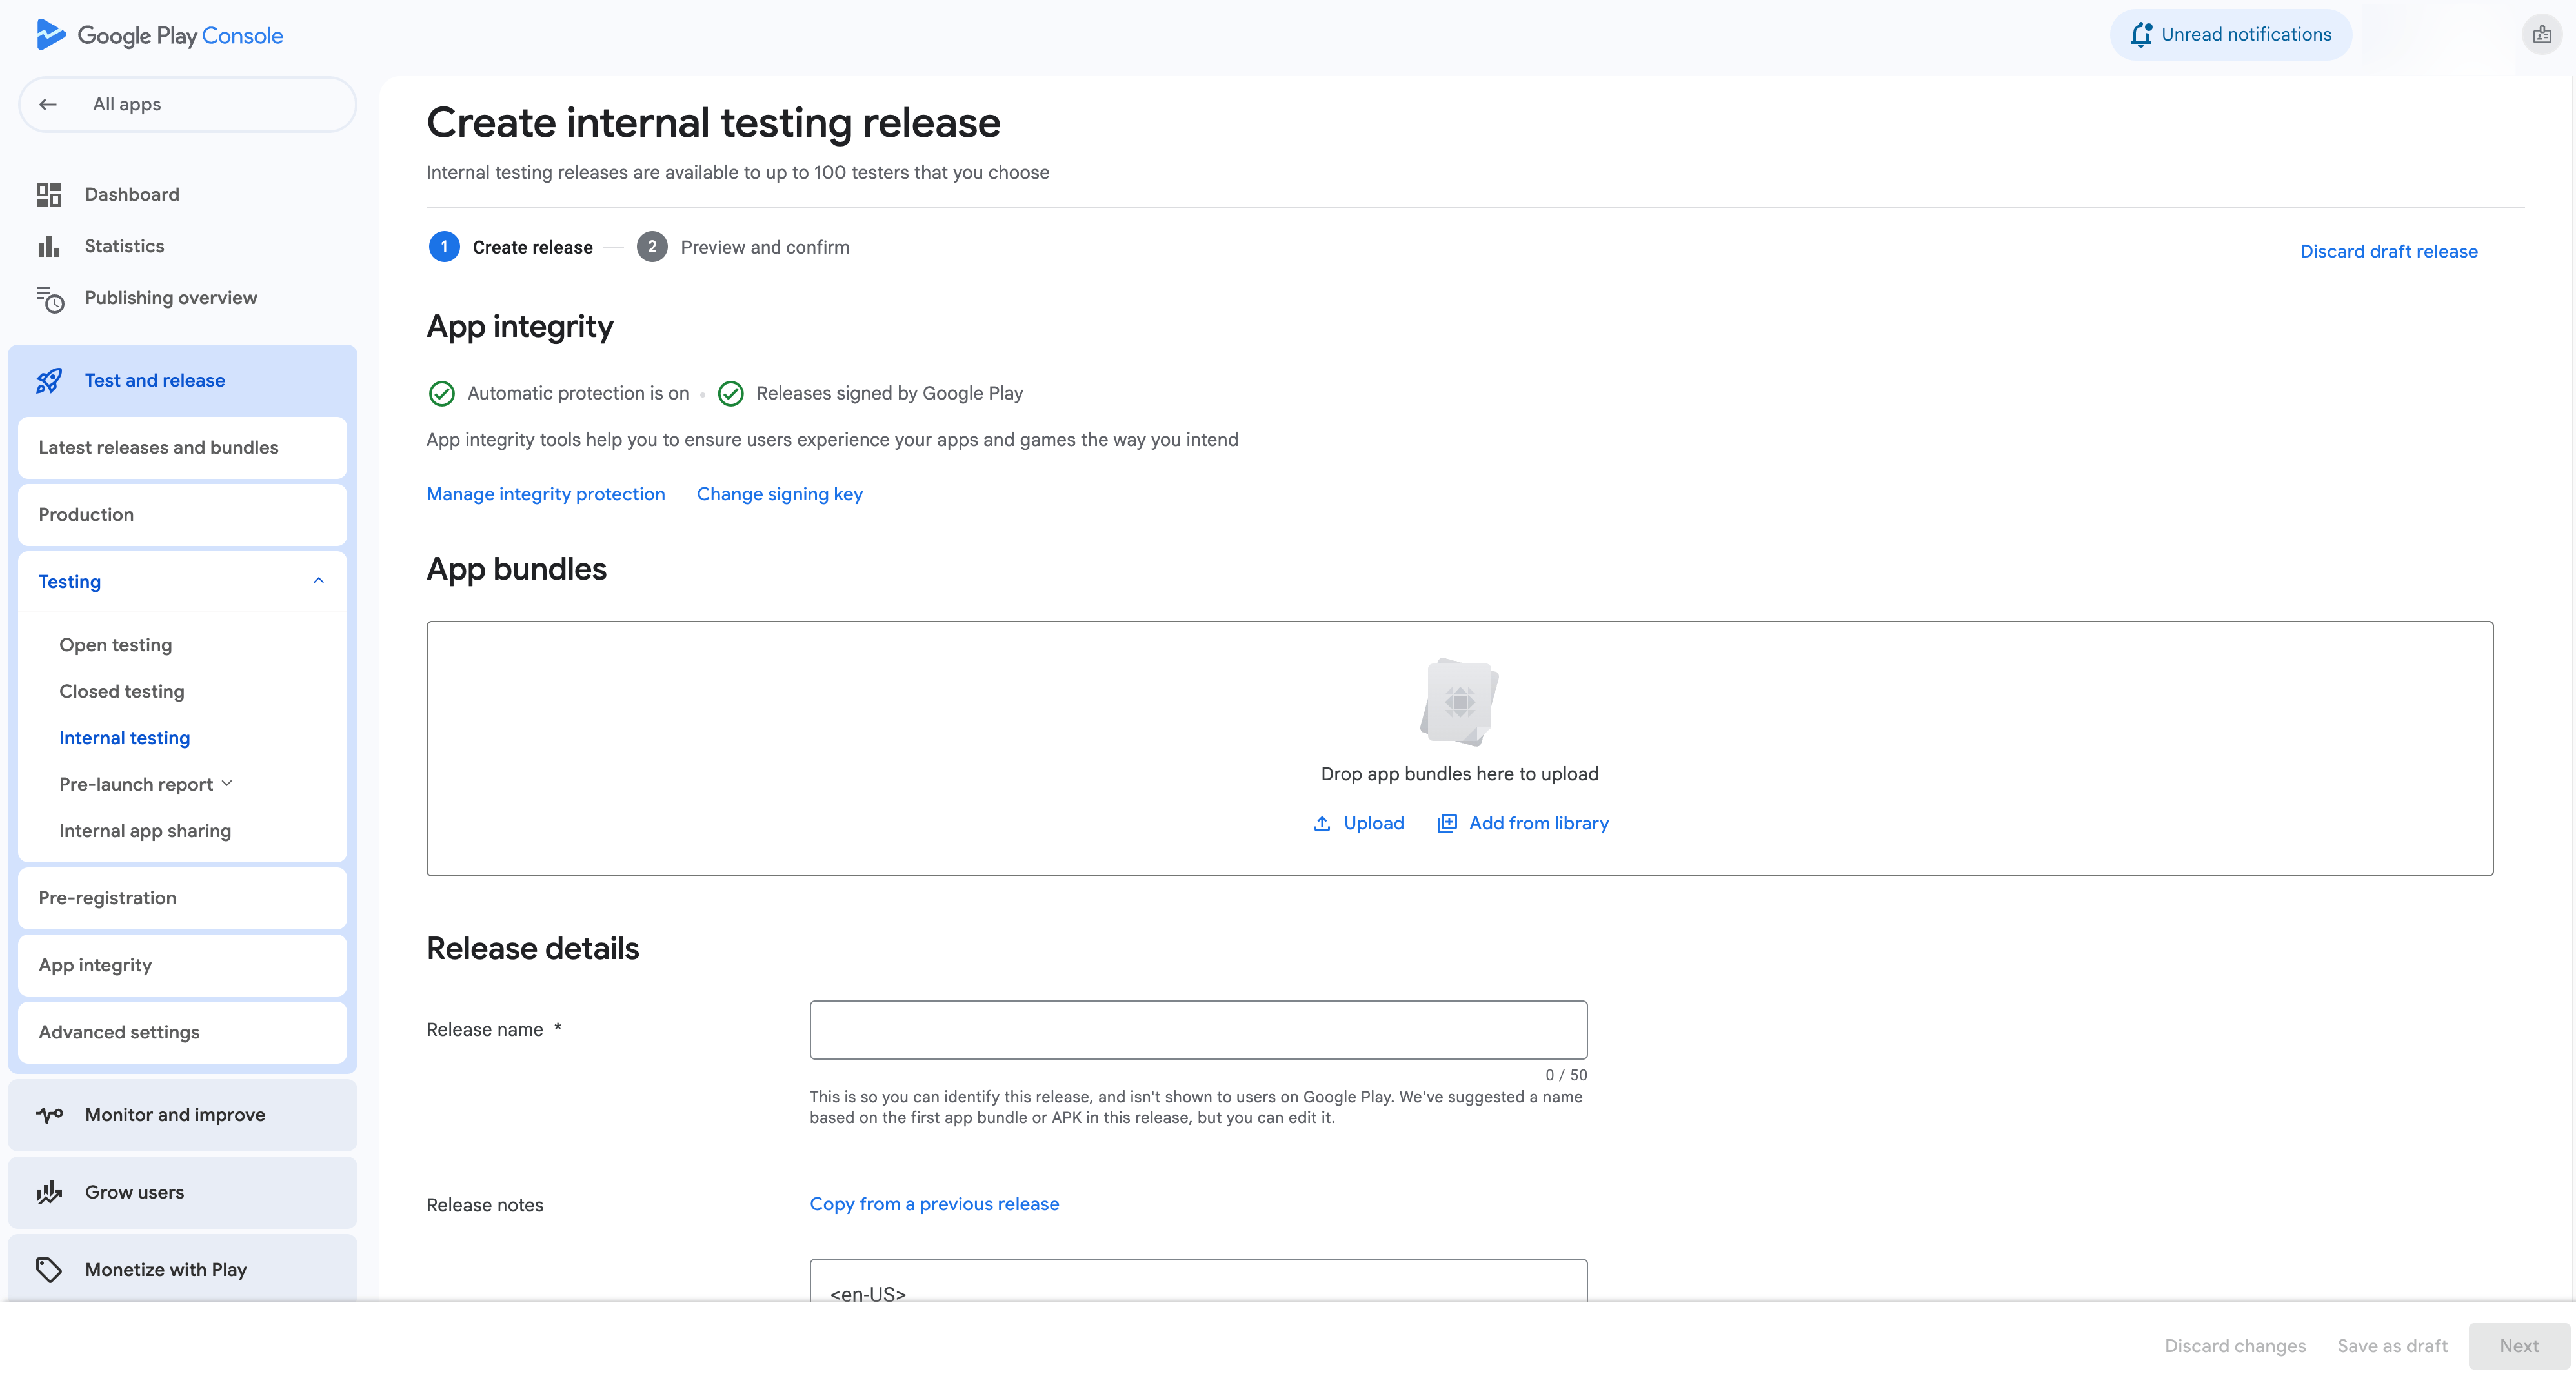 Google Play Console
Unread notifications
All apps
Dashboard
Statistics
Publishing overview
Test and release
Latest releases and bundles
Production
Testing
Open testing
Closed testing
Internal testing
Pre-launch report
Internal app sharing
Pre-registration
App integrity
Advanced settings
Monitor and improve
Grow users
Monetize with Play
Create internal testing release
Internal testing releases are available to up to 100 testers that you choose
1 Create release 2 Preview and confirm
Discard draft release
App integrity
Automatic protection is on • Releases signed by Google Play
App integrity tools help you to ensure users experience your apps and games the way you intend
Manage integrity protection Change signing key
App bundles
Drop app bundles here to upload
Upload Add from library
Release details
Release name *
0 / 50
This is so you can identify this release, and isn't shown to users on Google Play. We've suggested a name
based on the first app bundle or APK in this release, but you can edit it.
Release notes Copy from a previous release
<en-US>
Discard changes Save as draft Next